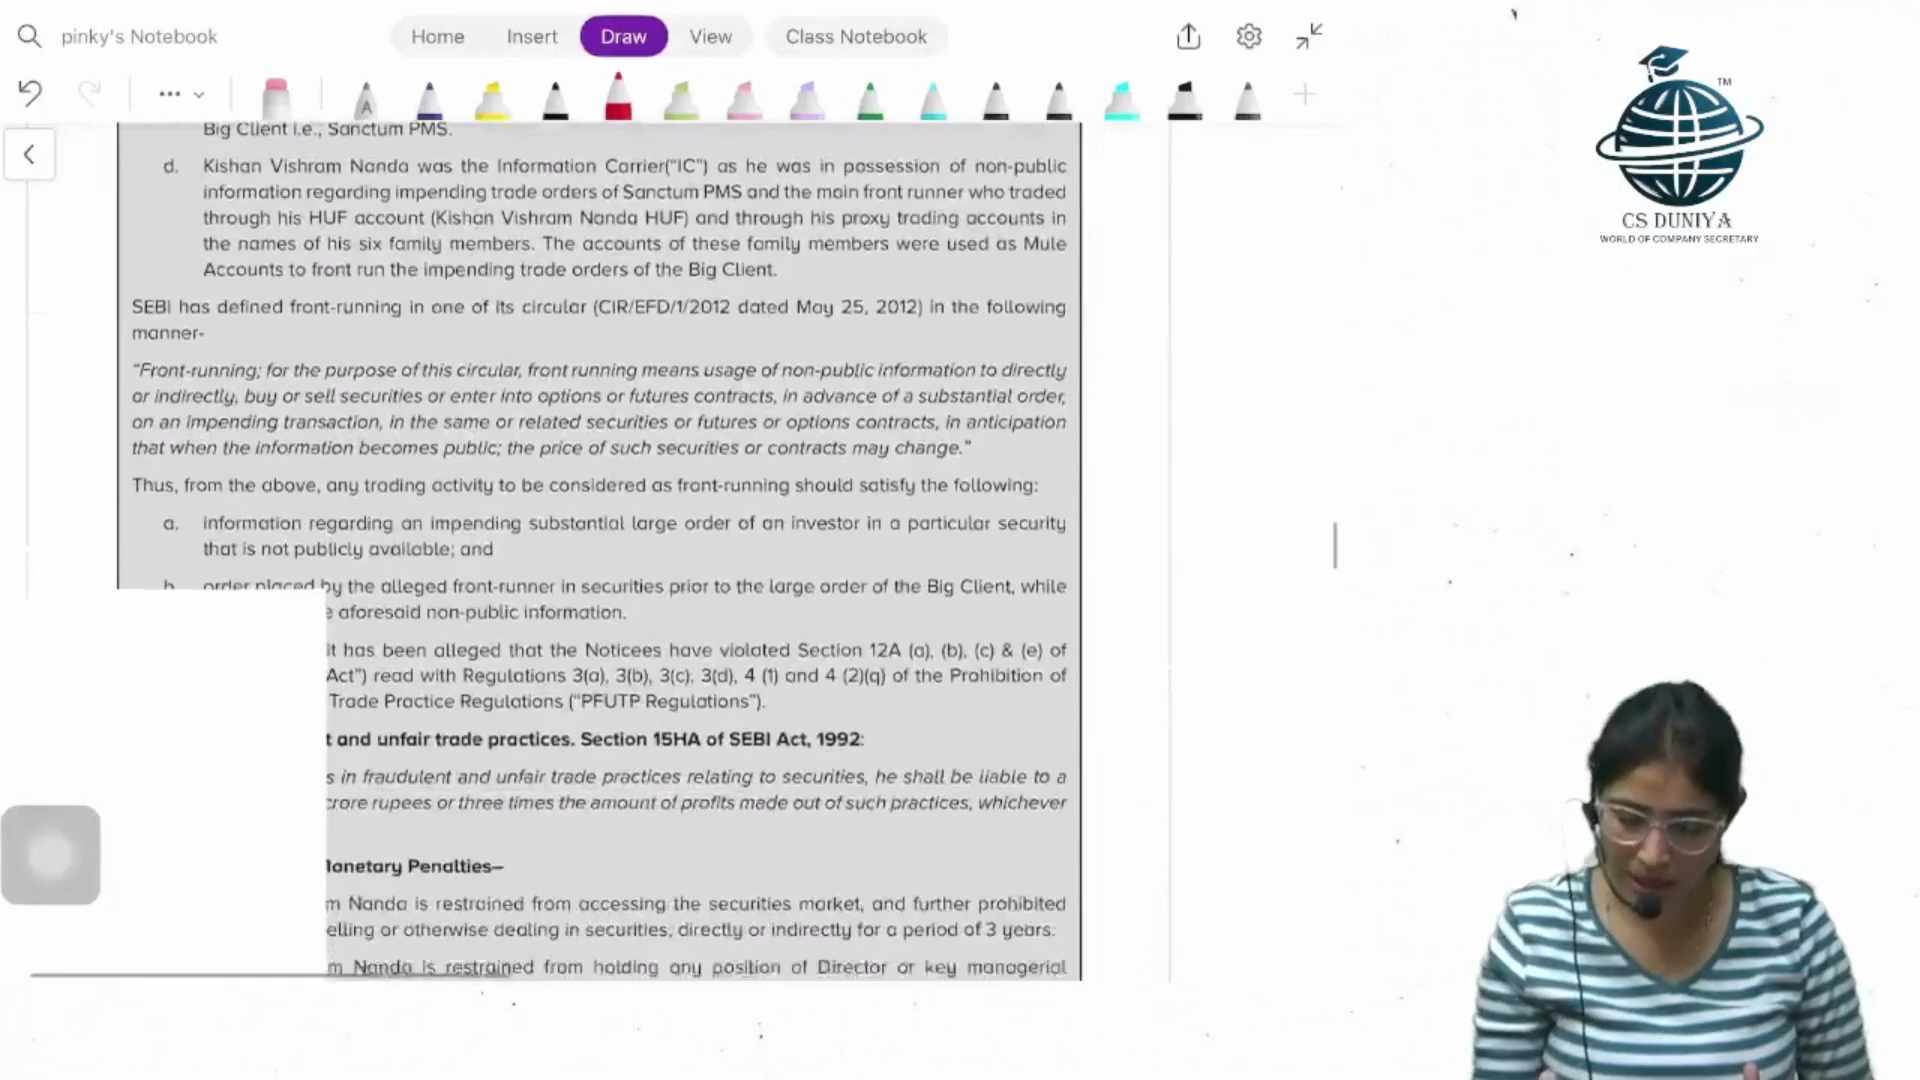 pinky's Notebook
Home Insert Draw View Class Notebook
A
TM
CS DUNIYA
WORLD OF COMPANY SECRETARY
Big Client i.e., Sanctum PMS.
d. Kishan Vishram Nanda was the Information Carrier("IC") as he was in possession of non-public
information regarding impending trade orders of Sanctum PMS and the main front runner who traded
through his HUF account (Kishan Vishram Nanda HUF) and through his proxy trading accounts in
the names of his six family members. The accounts of these family members were used as Mule
Accounts to front run the impending trade orders of the Big Client.
SEBI has defined front-running in one of its circular (CIR/EFD/1/2012 dated May 25, 2012) in the following
manner-
"Front-running; for the purpose of this circular, front running means usage of non-public information to directly
or indirectly, buy or sell securities or enter into options or futures contracts, in advance of a substantial order,
on an impending transaction, in the same or related securities or futures or options contracts, in anticipation
that when the information becomes public; the price of such securities or contracts may change."
Thus, from the above, any trading activity to be considered as front-running should satisfy the following:
a. information regarding an impending substantial large order of an investor in a particular security
that is not publicly available; and
b. order placed by the alleged front-runner in securities prior to the large order of the Big Client, while
aforesaid non-public information.
it has been alleged that the Noticees have violated Section 12A (a), (b), (c) & (e) of
Act") read with Regulations 3(a), 3(b), 3(c), 3(d), 4 (1) and 4 (2)(q) of the Prohibition of
Trade Practice Regulations ("PFUTP Regulations").
t and unfair trade practices. Section 15HA of SEBI Act, 1992:
s in fraudulent and unfair trade practices relating to securities, he shall be liable to a
crore rupees or three times the amount of profits made out of such practices, whichever
Monetary Penalties–
m Nanda is restrained from accessing the securities market, and further prohibited
elling or otherwise dealing in securities, directly or indirectly for a period of 3 years.
m Nanda is restrained from holding any position of Director or key managerial